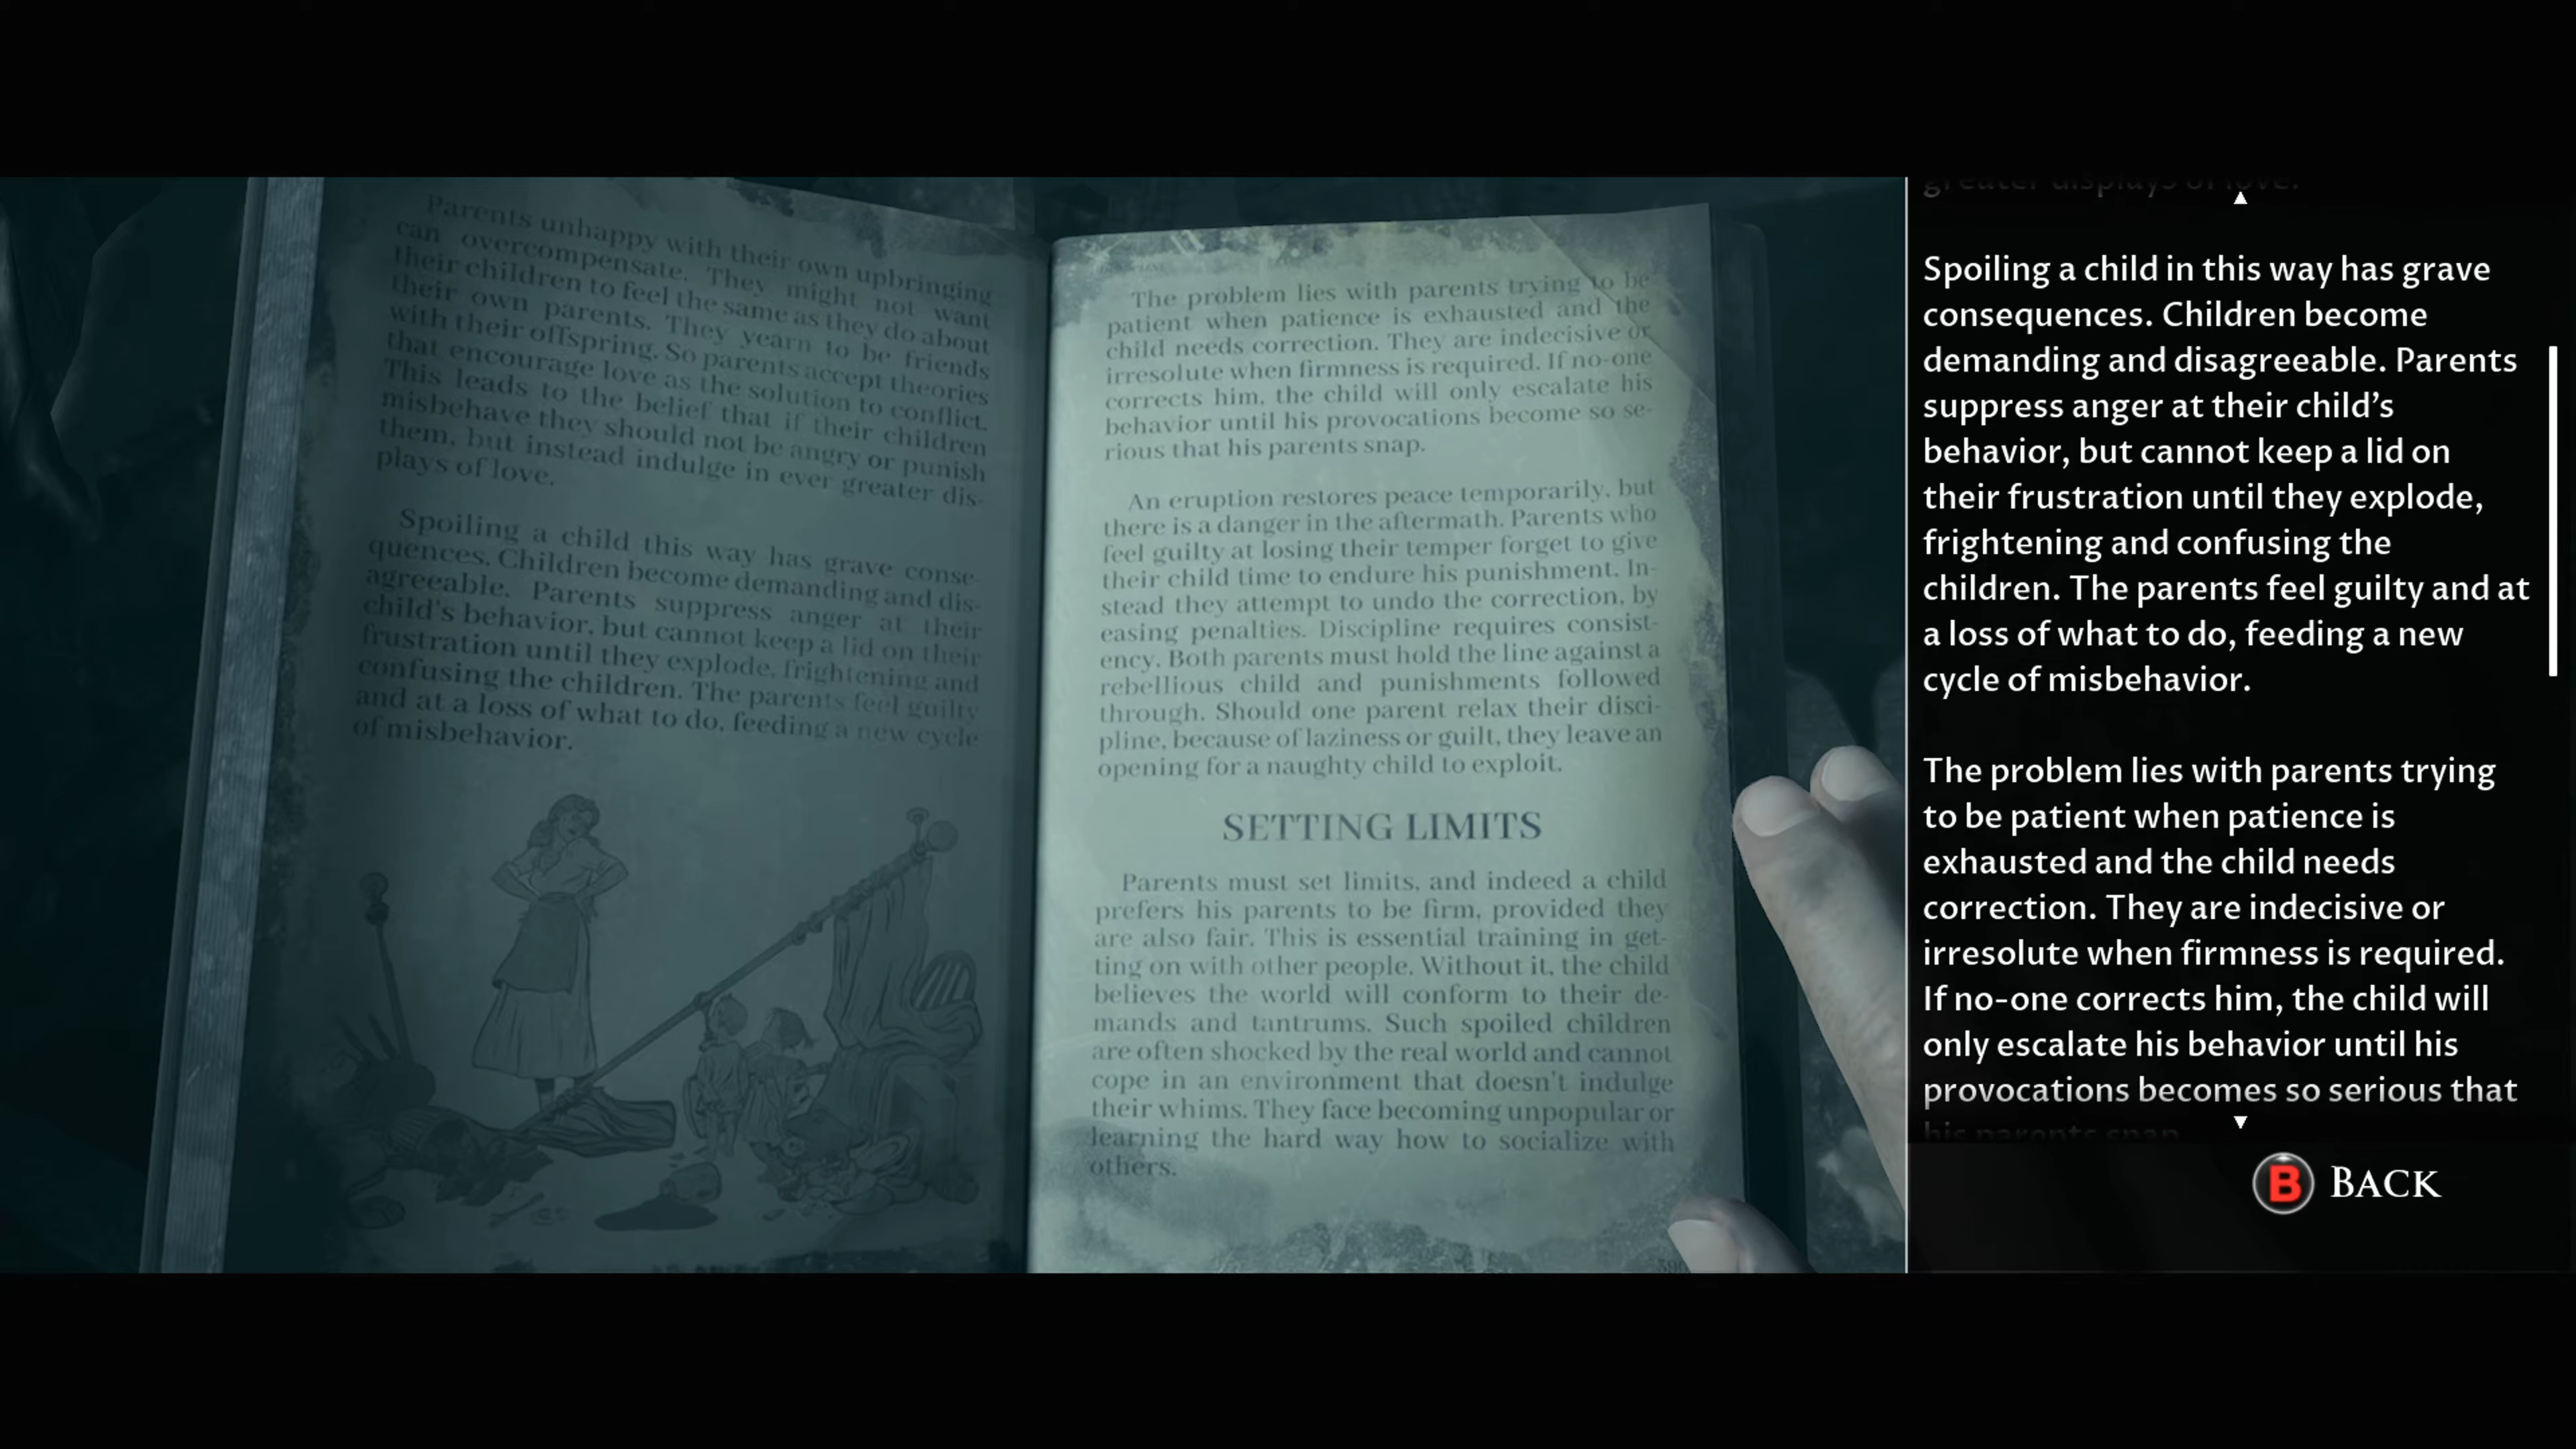 Parents unhappy with their own upbringing
can overcompensate. They might not want
their children to feel the same as they do about
their own parents. They yearn to be friends
with their offspring. So parents accept theories
that encourage love as the solution to conflict.
This leads to the belief that if their children
misbehave they should not be angry or punish
them, but instead indulge in ever greater dis-
plays of love.
Spoiling a child this way has grave conse-
quences. Children become demanding and dis-
agreeable. Parents suppress anger at their
child's behavior, but cannot keep a lid on their
frustration until they explode, frightening and
confusing the children. The parents feel guilty
and at a loss of what to do, feeding a new cycle
of misbehavior.
The problem lies with parents trying to be
patient when patience is exhausted and the
child needs correction. They are indecisive or
irresolute when firmness is required. If no-one
corrects him, the child will only escalate his
behavior until his provocations become so se-
rious that his parents snap.
An eruption restores peace temporarily, but
there is a danger in the aftermath. Parents who
feel guilty at losing their temper forget to give
their child time to endure his punishment. In-
stead they attempt to undo the correction, by
easing penalties. Discipline requires consist-
ency. Both parents must hold the line against a
rebellious child and punishments followed
through. Should one parent relax their disci-
pline, because of laziness or guilt, they leave an
opening for a naughty child to exploit.
SETTING LIMITS
Parents must set limits, and indeed a child
prefers his parents to be firm, provided they
are also fair. This is essential training in get-
ting on with other people. Without it, the child
believes the world will conform to their de-
mands and tantrums. Such spoiled children
are often shocked by the real world and cannot
cope in an environment that doesn't indulge
their whims. They face becoming unpopular or
learning the hard way how to socialize with
others.
greater displays of love.
Spoiling a child in this way has grave
consequences. Children become
demanding and disagreeable. Parents
suppress anger at their child's
behavior, but cannot keep a lid on
their frustration until they explode,
frightening and confusing the
children. The parents feel guilty and at
a loss of what to do, feeding a new
cycle of misbehavior.
The problem lies with parents trying
to be patient when patience is
exhausted and the child needs
correction. They are indecisive or
irresolute when firmness is required.
If no-one corrects him, the child will
only escalate his behavior until his
provocations becomes so serious that
his parents snap
B BACK